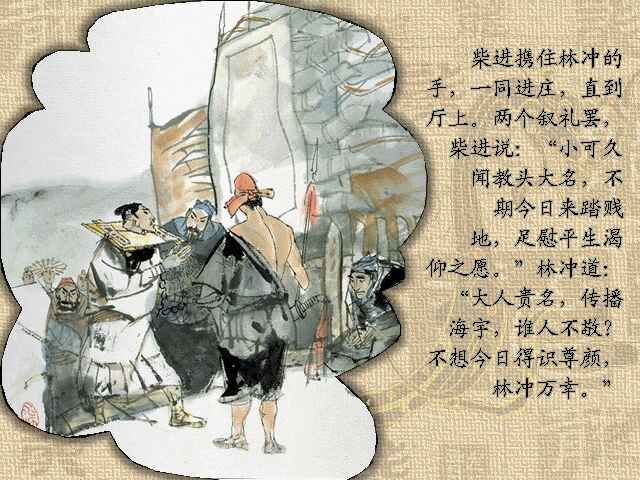 柴进携住林冲的
手，一同进庄，直到
厅上。两个叙礼罢，
柴进说：“小可久
闻教头大名，不
期今日来踏贱
地，足慰平生渴
仰之愿。”林冲道：
“大人贵名，传播
海宇，谁人不敬？
不想今日得识尊颜，
林冲万幸。”